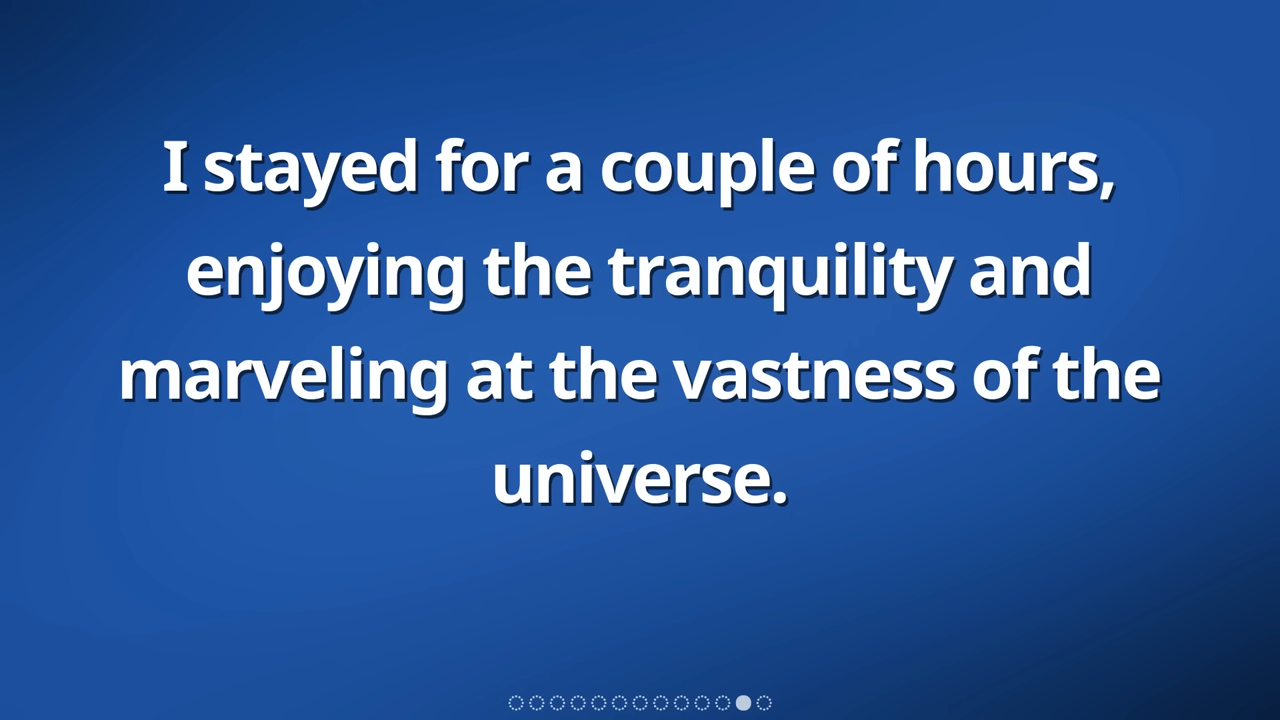 I stayed for a couple of hours,
enjoying the tranquility and
marveling at the vastness of the
universe.